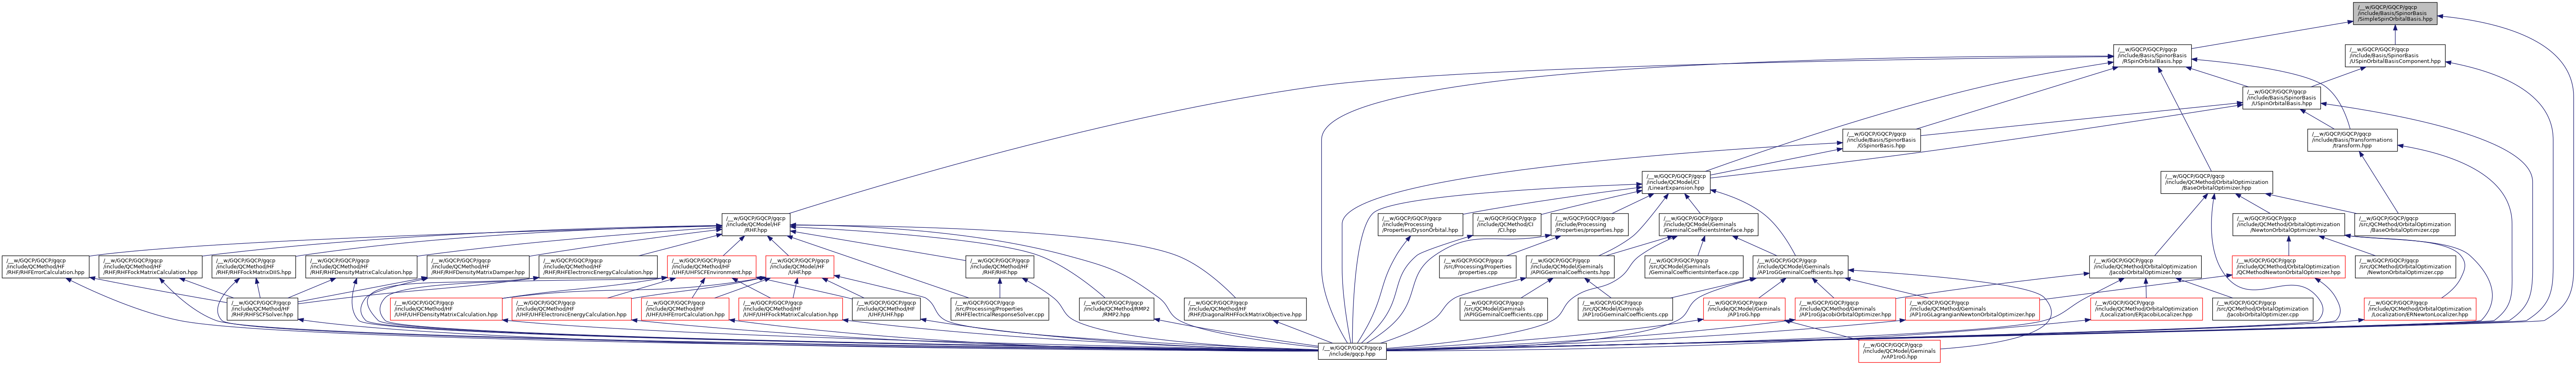 /__w/GQCP/GQCP/gqcp
/include/Basis/SpinorBasis
/SimpleSpinOrbitalBasis.hpp
/__w/GQCP/GQCP/gqcp
/include/Basis/SpinorBasis
/RSpinOrbitalBasis.hpp
/__w/GQCP/GQCP/gqcp
/include/Basis/SpinorBasis
/USpinOrbitalBasisComponent.hpp
/__w/GQCP/GQCP/gqcp
/include/Basis/SpinorBasis
/USpinOrbitalBasis.hpp
/__w/GQCP/GQCP/gqcp
/include/Basis/SpinorBasis
/GSpinorBasis.hpp
/__w/GQCP/GQCP/gqcp
/include/Basis/Transformations
/transform.hpp
/__w/GQCP/GQCP/gqcp
/include/QCModel/CI
/LinearExpansion.hpp
/__w/GQCP/GQCP/gqcp
/include/QCMethod/OrbitalOptimization
/BaseOrbitalOptimizer.hpp
/__w/GQCP/GQCP/gqcp
/include/QCModel/HF
/RHF.hpp
/__w/GQCP/GQCP/gqcp
/include/Processing
/Properties/DysonOrbital.hpp
/__w/GQCP/GQCP/gqcp
/include/QCMethod/CI
/CI.hpp
/__w/GQCP/GQCP/gqcp
/include/Processing
/Properties/properties.hpp
/__w/GQCP/GQCP/gqcp
/include/QCModel/Geminals
/GeminalCoefficientsInterface.hpp
/__w/GQCP/GQCP/gqcp
/include/QCMethod/OrbitalOptimization
/NewtonOrbitalOptimizer.hpp
/__w/GQCP/GQCP/gqcp
/src/QCMethod/OrbitalOptimization
/BaseOrbitalOptimizer.cpp
/__w/GQCP/GQCP/gqcp
/include/QCMethod/HF
/RHF/RHFErrorCalculation.hpp
/__w/GQCP/GQCP/gqcp
/include/QCMethod/HF
/RHF/RHFFockMatrixCalculation.hpp
/__w/GQCP/GQCP/gqcp
/include/QCMethod/HF
/RHF/RHFFockMatrixDIIS.hpp
/__w/GQCP/GQCP/gqcp
/include/QCMethod/HF
/RHF/RHFDensityMatrixCalculation.hpp
/__w/GQCP/GQCP/gqcp
/include/QCMethod/HF
/RHF/RHFDensityMatrixDamper.hpp
/__w/GQCP/GQCP/gqcp
/include/QCMethod/HF
/RHF/RHFElectronicEnergyCalculation.hpp
/__w/GQCP/GQCP/gqcp
/include/QCMethod/HF
/UHF/UHFSCFEnvironment.hpp
/__w/GQCP/GQCP/gqcp
/include/QCModel/HF
/UHF.hpp
/__w/GQCP/GQCP/gqcp
/include/QCMethod/HF
/RHF/RHF.hpp
/__w/GQCP/GQCP/gqcp
/src/Processing/Properties
/properties.cpp
/__w/GQCP/GQCP/gqcp
/include/QCModel/Geminals
/APIGGeminalCoefficients.hpp
/__w/GQCP/GQCP/gqcp
/src/QCModel/Geminals
/GeminalCoefficientsInterface.cpp
/__w/GQCP/GQCP/gqcp
/include/QCModel/Geminals
/AP1roGGeminalCoefficients.hpp
/__w/GQCP/GQCP/gqcp
/include/QCMethod/OrbitalOptimization
/JacobiOrbitalOptimizer.hpp
/__w/GQCP/GQCP/gqcp
/include/QCMethod/OrbitalOptimization
/QCMethodNewtonOrbitalOptimizer.hpp
/__w/GQCP/GQCP/gqcp
/src/QCMethod/OrbitalOptimization
/NewtonOrbitalOptimizer.cpp
/__w/GQCP/GQCP/gqcp
/include/QCMethod/HF
/RHF/RHFSCFSolver.hpp
/__w/GQCP/GQCP/gqcp
/include/QCMethod/HF
/UHF/UHFDensityMatrixCalculation.hpp
/__w/GQCP/GQCP/gqcp
/include/QCMethod/HF
/UHF/UHFElectronicEnergyCalculation.hpp
/__w/GQCP/GQCP/gqcp
/include/QCMethod/HF
/UHF/UHFErrorCalculation.hpp
/__w/GQCP/GQCP/gqcp
/include/QCMethod/HF
/UHF/UHFFockMatrixCalculation.hpp
/__w/GQCP/GQCP/gqcp
/include/QCMethod/HF
/UHF/UHF.hpp
/__w/GQCP/GQCP/gqcp
/src/Processing/Properties
/RHFElectricalResponseSolver.cpp
/__w/GQCP/GQCP/gqcp
/include/QCMethod/RMP2
/RMP2.hpp
/__w/GQCP/GQCP/gqcp
/include/QCMethod/HF
/RHF/DiagonalRHFFockMatrixObjective.hpp
/__w/GQCP/GQCP/gqcp
/src/QCModel/Geminals
/APIGGeminalCoefficients.cpp
/__w/GQCP/GQCP/gqcp
/src/QCModel/Geminals
/AP1roGGeminalCoefficients.cpp
/__w/GQCP/GQCP/gqcp
/include/QCModel/Geminals
/AP1roG.hpp
/__w/GQCP/GQCP/gqcp
/include/QCMethod/Geminals
/AP1roGJacobiOrbitalOptimizer.hpp
/__w/GQCP/GQCP/gqcp
/include/QCMethod/Geminals
/AP1roGLagrangianNewtonOrbitalOptimizer.hpp
/__w/GQCP/GQCP/gqcp
/include/QCMethod/OrbitalOptimization
/Localization/ERJacobiLocalizer.hpp
/__w/GQCP/GQCP/gqcp
/src/QCMethod/OrbitalOptimization
/JacobiOrbitalOptimizer.cpp
/__w/GQCP/GQCP/gqcp
/include/QCMethod/OrbitalOptimization
/Localization/ERNewtonLocalizer.hpp
/__w/GQCP/GQCP/gqcp
/include/gqcp.hpp
/__w/GQCP/GQCP/gqcp
/include/QCModel/Geminals
/vAP1roG.hpp